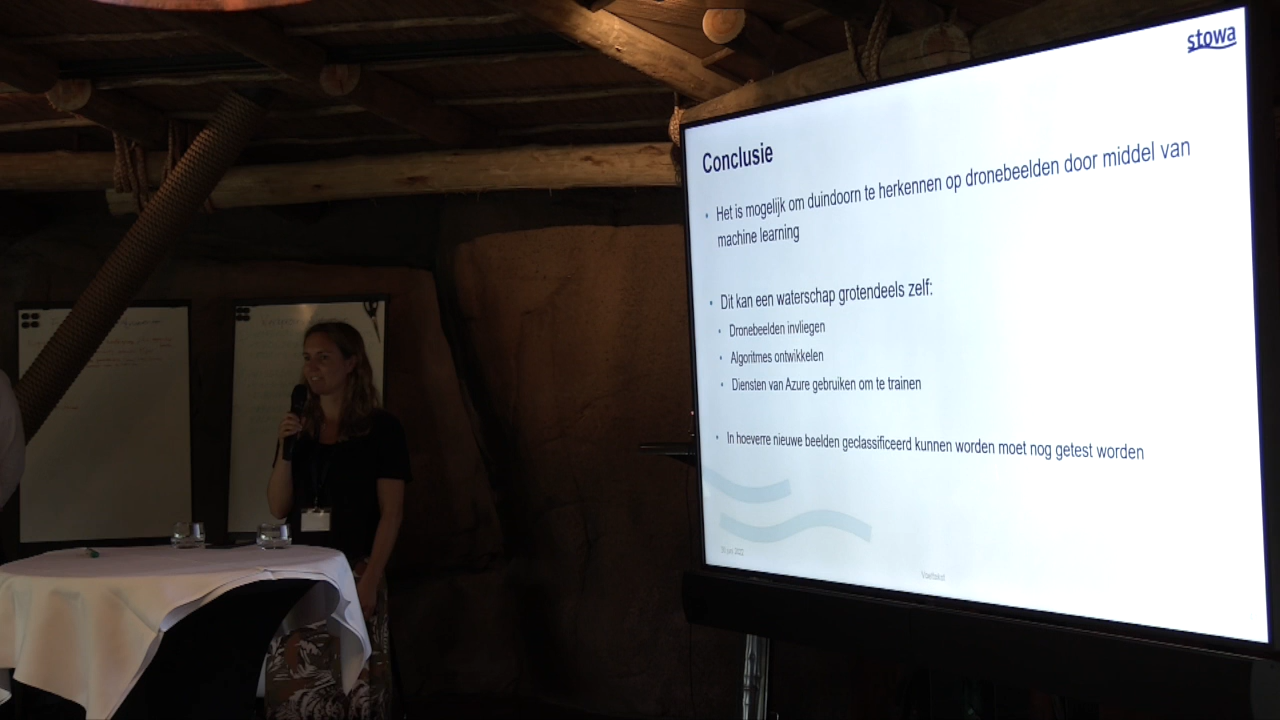 stowa
Conclusie
• Het is mogelijk om duindoorn te herkennen op dronebeelden door middel van
machine learning
• Dit kan een waterschap grotendeels zelf:
• Dronebeelden invliegen
• Algoritmes ontwikkelen
• Diensten van Azure gebruiken om te trainen
• In hoeverre nieuwe beelden geclassificeerd kunnen worden moet nog getest worden